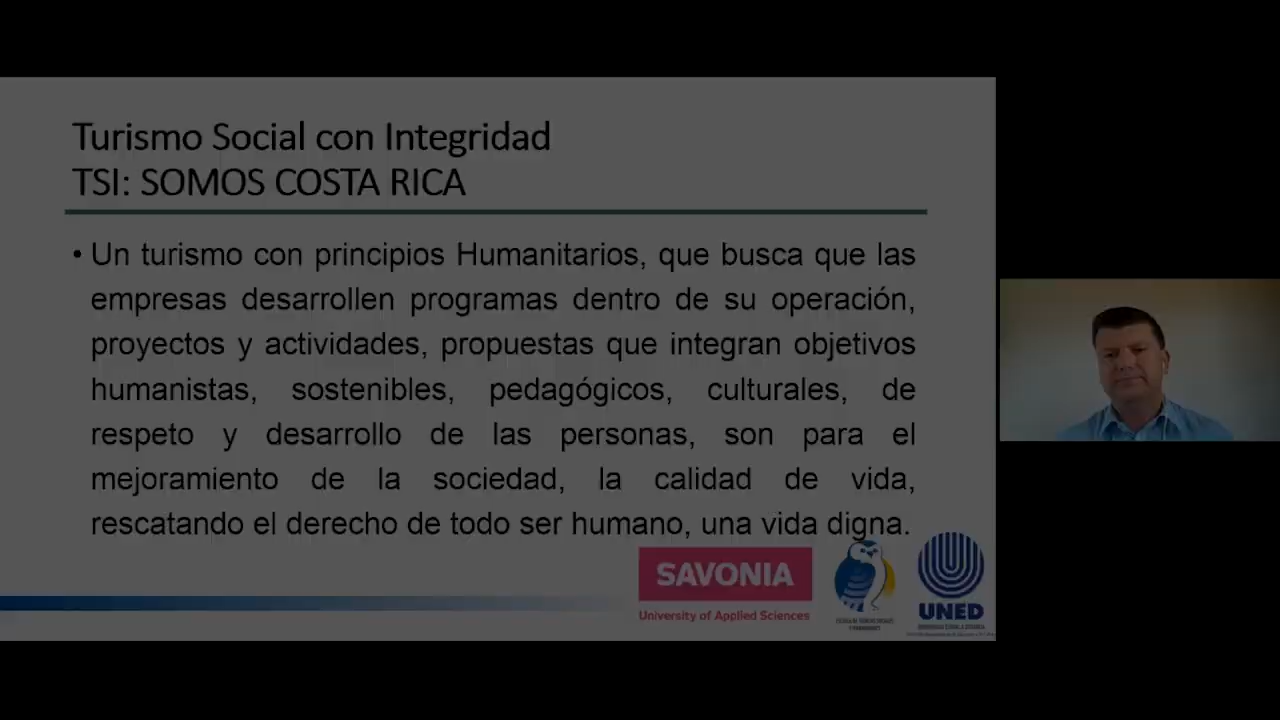 Turismo Social con Integridad
TSI: SOMOS COSTA RICA
• Un turismo con principios Humanitarios, que busca que las
empresas desarrollen programas dentro de su operación,
proyectos y actividades, propuestas que integran objetivos
humanistas, sostenibles, pedagógicos, culturales, de
respeto y desarrollo de las personas, son para el
mejoramiento de la sociedad, la calidad de vida,
rescatando el derecho de todo ser humano, una vida digna.
SAVONIA
University of Applied Sciences
UNED